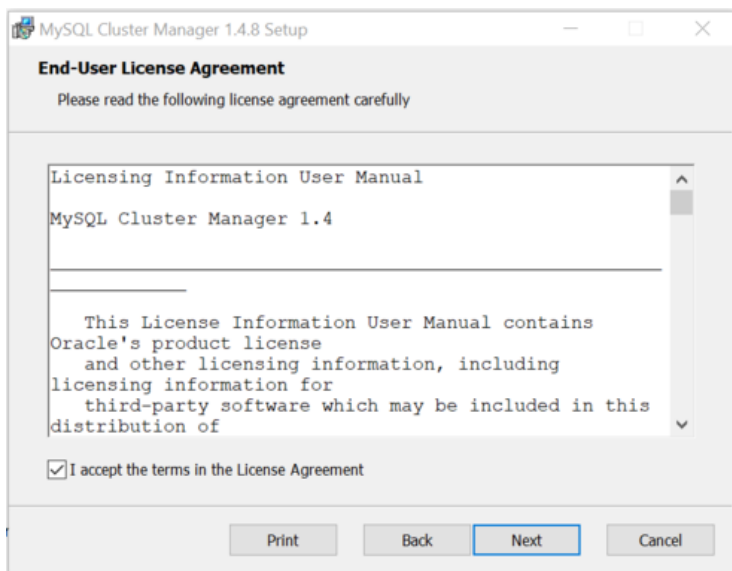 MySQL Cluster Manager 1.4.8 Setup
End-User License Agreement
Please read the following license agreement carefully
Licensing Information User Manual
MySQL Cluster Manager 1.4
This License Information User Manual contains
Oracle's product license
and other licensing information, including
licensing information for
third-party software which may be included in this
distribution of
I accept the terms in the License Agreement
Print Back Next Cancel